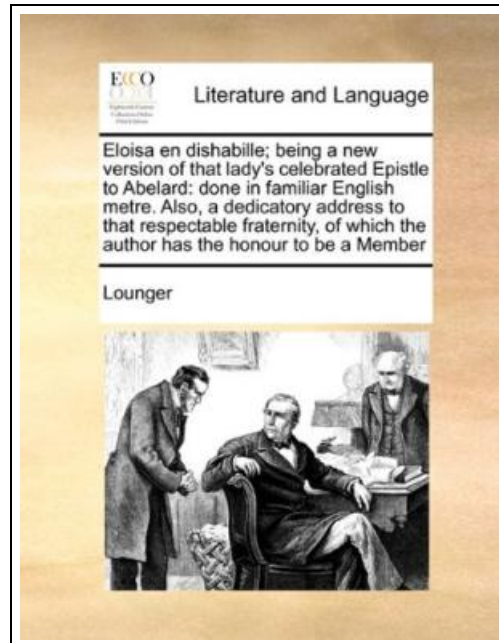 ECCO
Literature and Language
Eloisa en dishabille; being a new
version of that lady's celebrated Epistle
to Abelard: done in familiar English
metre. Also, a dedicatory address to
that respectable fraternity, of which the
author has the honour to be a Member
Lounger